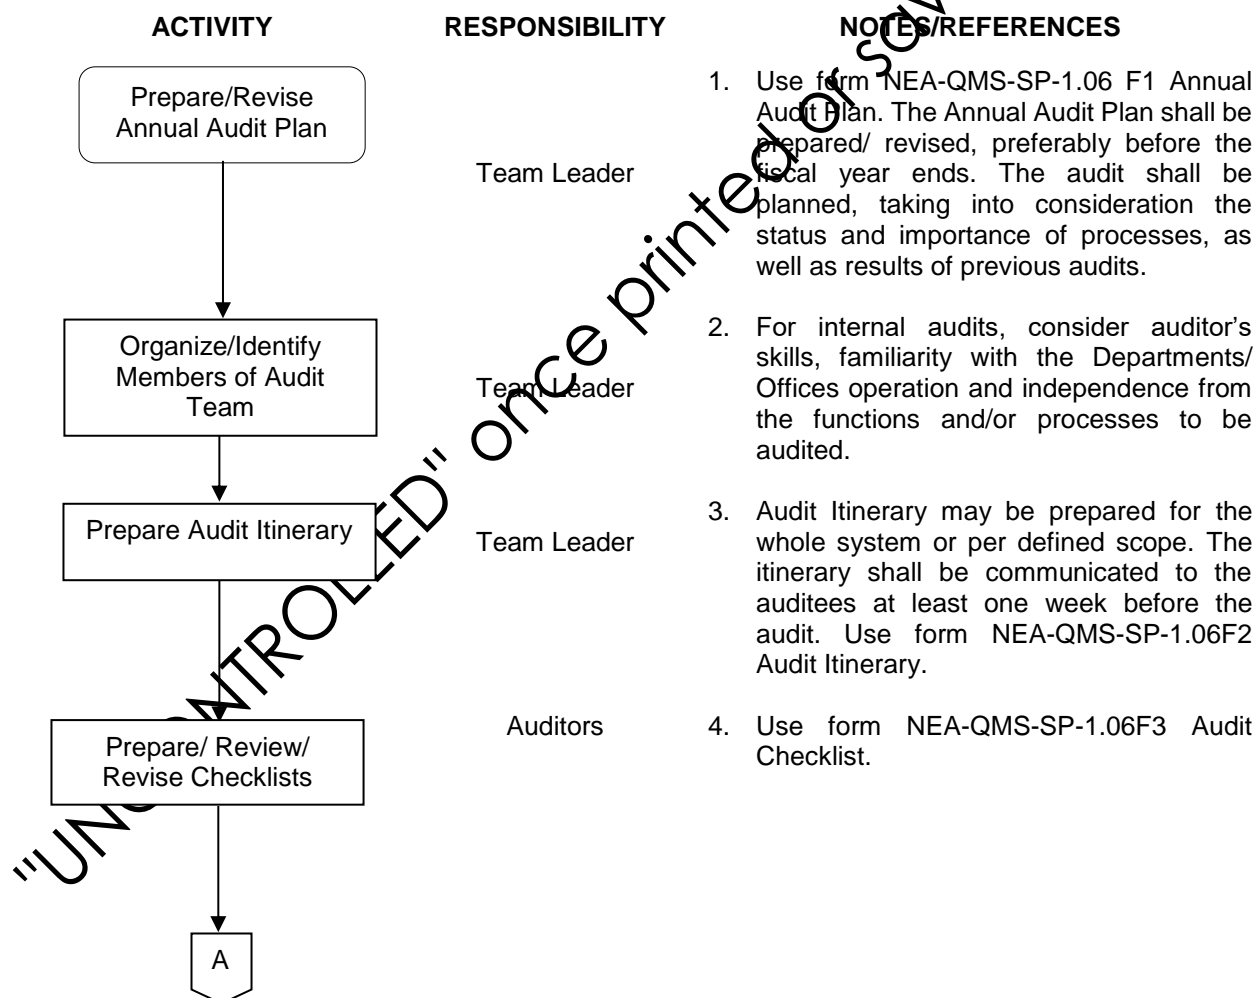 ACTIVITY RESPONSIBILITY NOTES/REFERENCES
Prepare/Revise
Annual Audit Plan
Team Leader
1. Use form NEA-QMS-SP-1.06 F1 Annual
Audit Plan. The Annual Audit Plan shall be
prepared/ revised, preferably before the
fiscal year ends. The audit shall be
planned, taking into consideration the
status and importance of processes, as
well as results of previous audits.
Organize/Identify
Members of Audit
Team
Team Leader
2. For internal audits, consider auditor's
skills, familiarity with the Departments/
Offices operation and independence from
the functions and/or processes to be
audited.
Prepare Audit Itinerary
Team Leader
3. Audit Itinerary may be prepared for the
whole system or per defined scope. The
itinerary shall be communicated to the
auditees at least one week before the
audit. Use form NEA-QMS-SP-1.06F2
Audit Itinerary.
Prepare/ Review/
Revise Checklists
Auditors
4. Use form NEA-QMS-SP-1.06F3 Audit
Checklist.
A
"UNCONTROLLED" once printed or